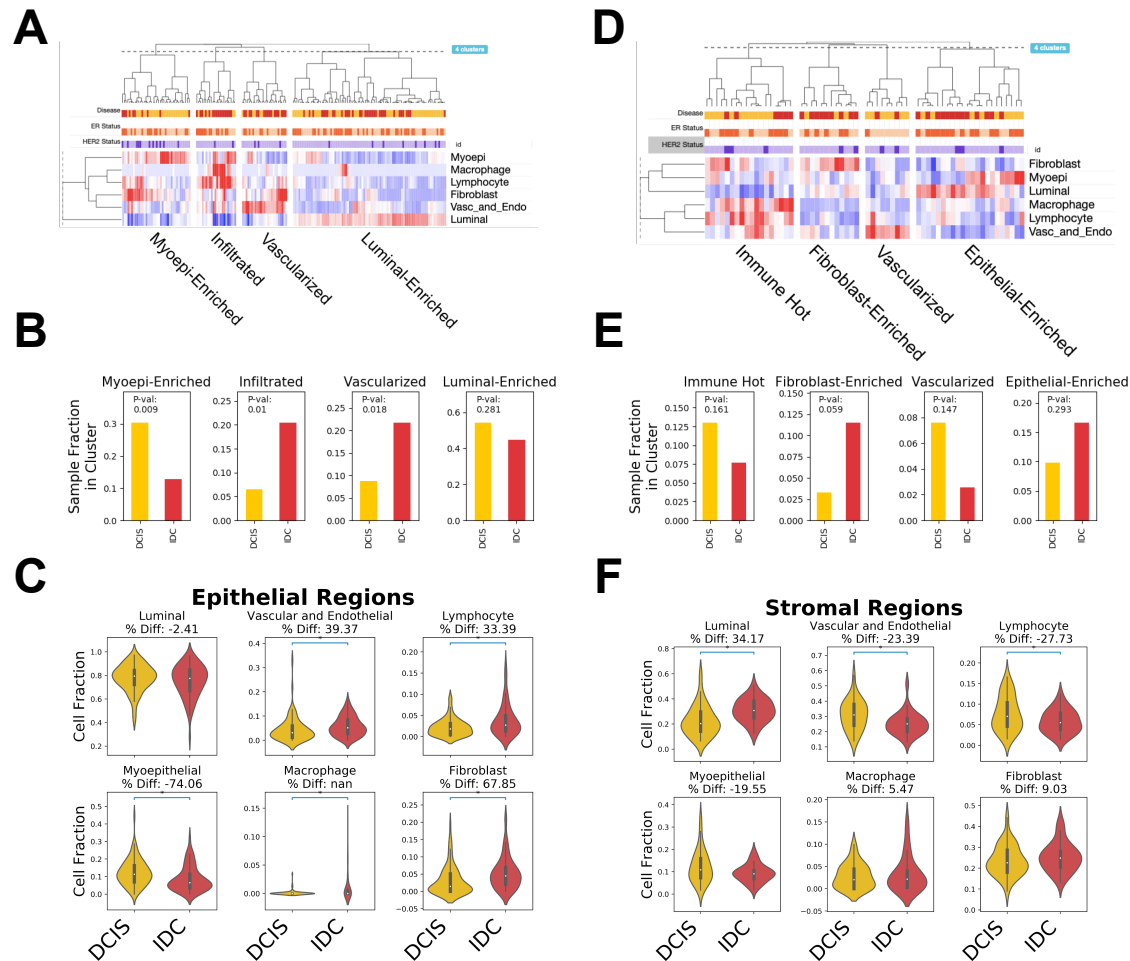 A
4 clusters
Disease
ER Status
HER2 Status
id
Myoepi
Macrophage
Lymphocyte
Fibroblast
Vasc_and_Endo
Luminal
Myoepi-Enriched
Infiltrated
Vascularized
Luminal-Enriched
D
4 clusters
Disease
ER Status
HER2 Status
id
Fibroblast
Myoepi
Luminal
Macrophage
Lymphocyte
Vasc_and_Endo
Immune Hot
Fibroblast-Enriched
Vascularized
Epithelial-Enriched
B
Sample Fraction
in Cluster
Myoepi-Enriched
P-val:
0.009
0.3
0.2
0.1
0.0
DCIS
IDC
Infiltrated
P-val:
0.01
0.25
0.20
0.15
0.10
0.05
0.00
DCIS
IDC
Vascularized
P-val:
0.018
0.25
0.20
0.15
0.10
0.05
0.00
DCIS
IDC
Luminal-Enriched
P-val:
0.281
0.6
0.4
0.2
0.0
DCIS
IDC
E
Sample Fraction
in Cluster
Immune Hot
P-val:
0.161
0.150
0.125
0.100
0.075
0.050
0.025
0.000
DCIS
IDC
Fibroblast-Enriched
P-val:
0.059
0.150
0.125
0.100
0.075
0.050
0.025
0.000
DCIS
IDC
Vascularized
P-val:
0.147
0.08
0.06
0.04
0.02
0.00
DCIS
IDC
Epithelial-Enriched
P-val:
0.293
0.20
0.15
0.10
0.05
0.00
DCIS
IDC
C
Epithelial Regions
Cell Fraction
Luminal
% Diff: -2.41
1.0
0.8
0.6
0.4
0.2
Vascular and Endothelial
% Diff: 39.37
*
0.4
0.3
0.2
0.1
0.0
Lymphocyte
% Diff: 33.39
*
0.20
0.15
0.10
0.05
0.00
Cell Fraction
Myoepithelial
% Diff: -74.06
*
0.5
0.4
0.3
0.2
0.1
0.0
Macrophage
% Diff: nan
*
0.15
0.10
0.05
0.00
Fibroblast
% Diff: 67.85
*
0.25
0.20
0.15
0.10
0.05
0.00
−0.05
DCIS
IDC
DCIS
IDC
DCIS
IDC
F
Stromal Regions
Cell Fraction
Luminal
% Diff: 34.17
*
0.8
0.6
0.4
0.2
0.0
Vascular and Endothelial
% Diff: -23.39
*
0.7
0.6
0.5
0.4
0.3
0.2
0.1
Lymphocyte
% Diff: -27.73
*
0.20
0.15
0.10
0.05
0.00
Cell Fraction
Myoepithelial
% Diff: -19.55
0.4
0.3
0.2
0.1
0.0
Macrophage
% Diff: 5.47
0.20
0.15
0.10
0.05
0.00
−0.05
Fibroblast
% Diff: 9.03
0.5
0.4
0.3
0.2
0.1
0.0
DCIS
IDC
DCIS
IDC
DCIS
IDC